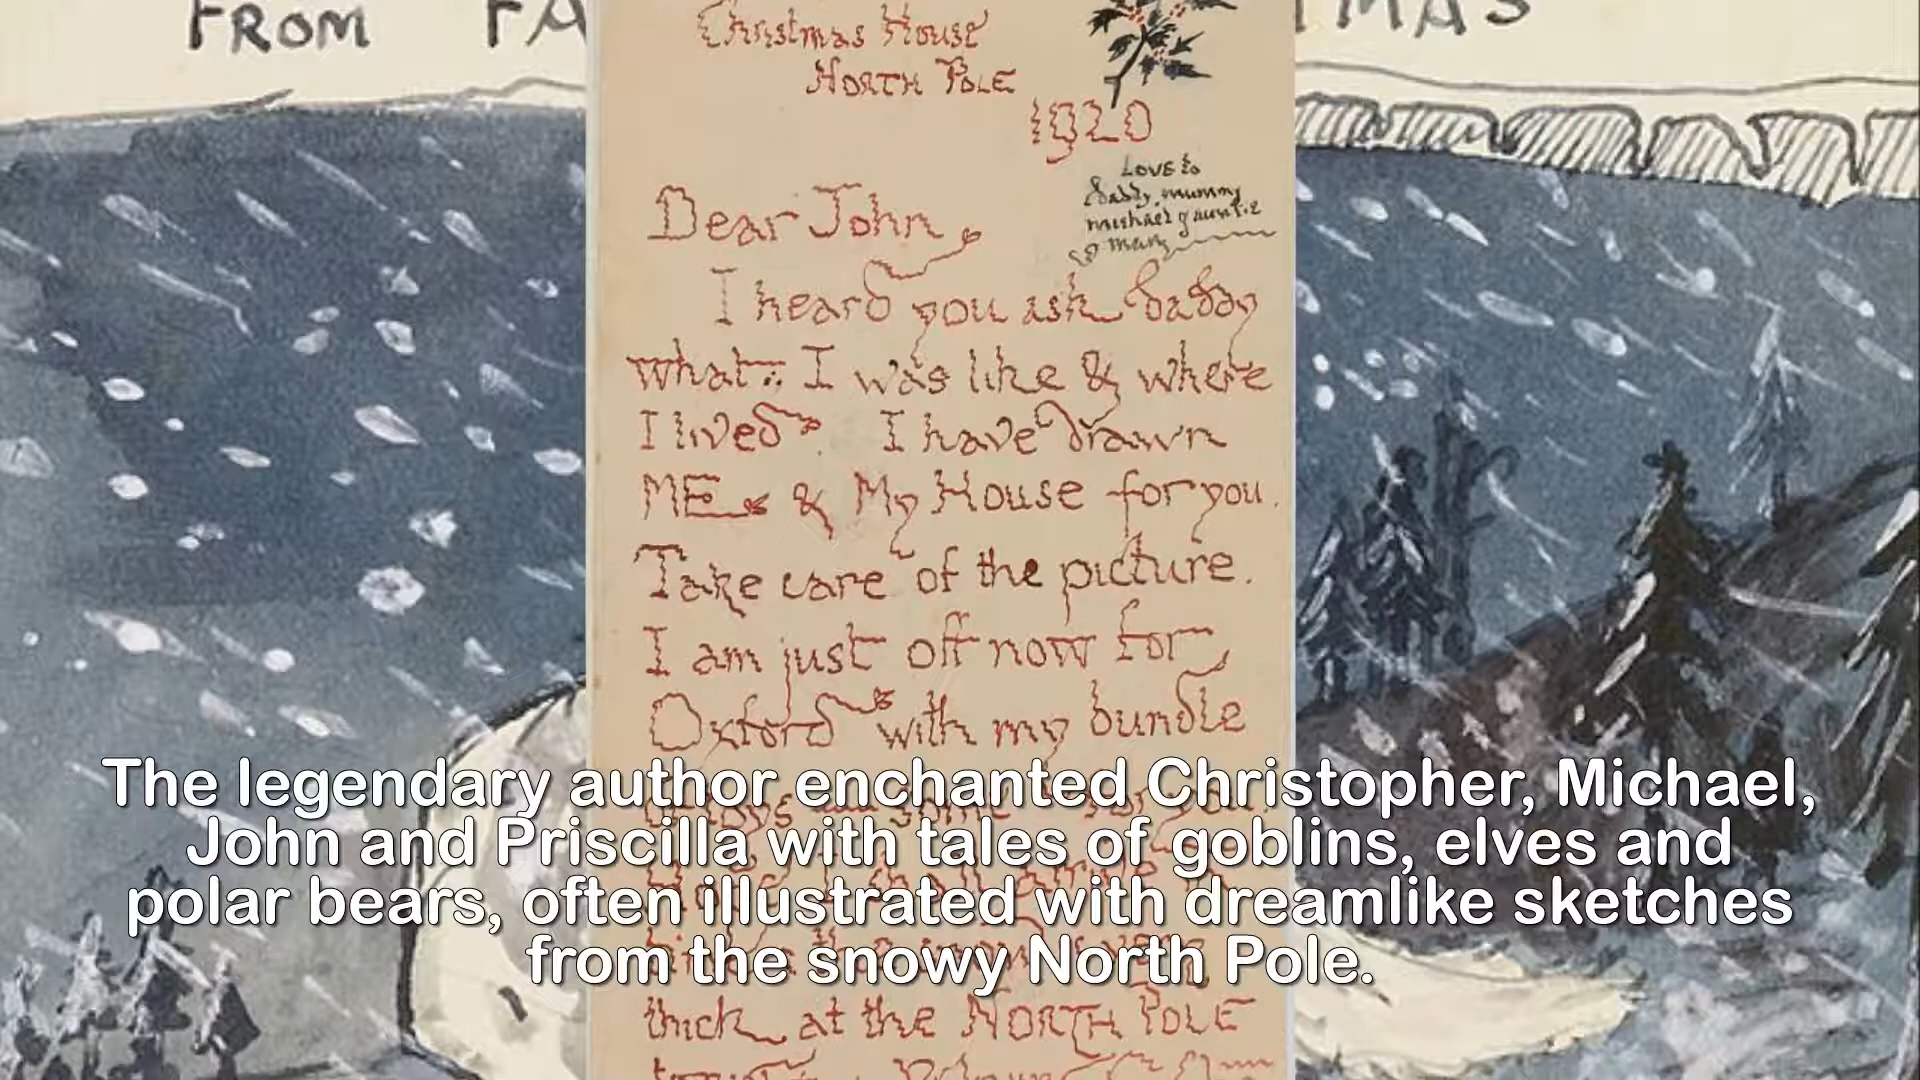 FROM FA
MAS
Christmas House
NORTH POLE
1920
LOVE to
daddy, mummy
michael & auntie
mary
Dear John,
I heard you ask daddy
what I was like & where
I lived. I have drawn
ME & My House for you.
Take care of the picture.
I am just off now for
Oxford with my bundle
The legendary author enchanted Christopher, Michael,
John and Priscilla with tales of goblins, elves and
polar bears, often illustrated with dreamlike sketches
from the snowy North Pole.
thick at the NORTH POLE